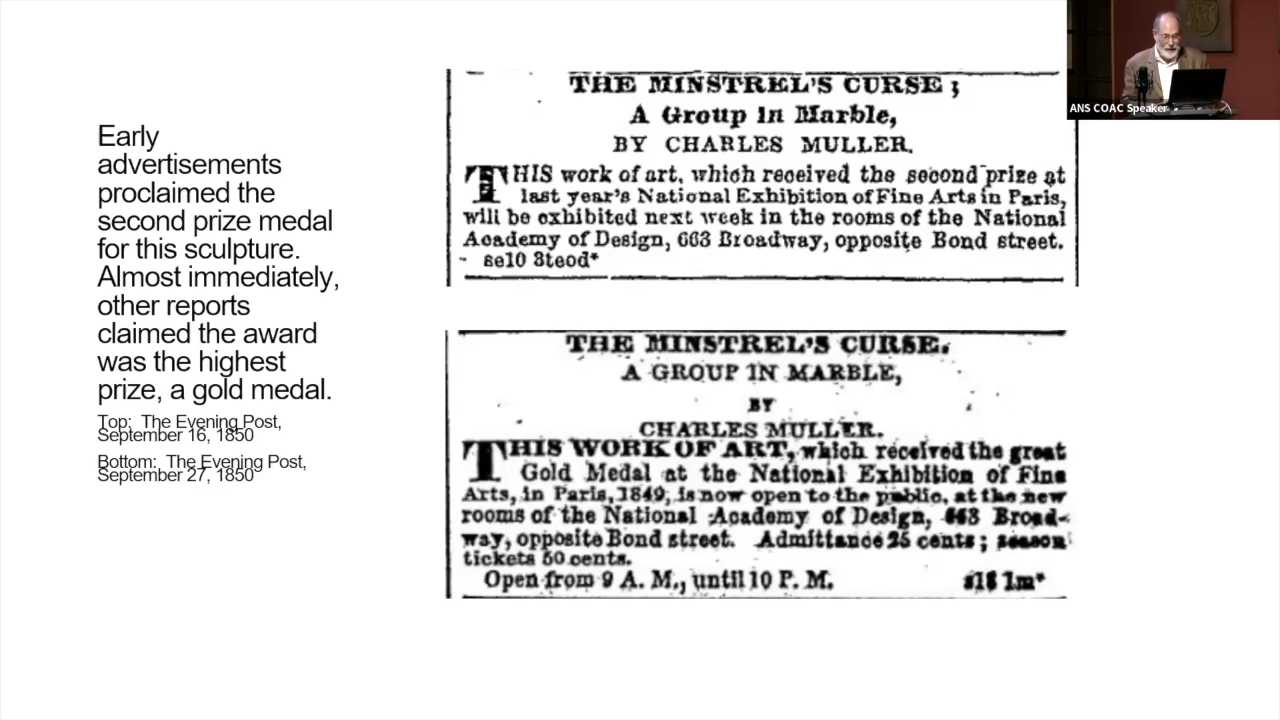 Early
advertisements
proclaimed the
second prize medal
for this sculpture.
Almost immediately,
other reports
claimed the award
was the highest
prize, a gold medal.
Top: The Evening Post,
September 16, 1850
Bottom: The Evening Post,
September 27, 1850
THE MINSTREL'S CURSE;
A Group in Marble,
BY CHARLES MULLER.
THIS work of art, which received the second prize at
last year's National Exhibition of Fine Arts in Paris,
will be exhibited next week in the rooms of the National
Academy of Design, 663 Broadway, opposite Bond street.
se10 3teod*
THE MINSTREL'S CURSE.
A GROUP IN MARBLE,
BY
CHARLES MULLER.
THIS WORK OF ART, which received the great
Gold Medal at the National Exhibition of Fine
Arts, in Paris, 1849, is now open to the public, at the new
rooms of the National Academy of Design, 663 Broad-
way, opposite Bond street. Admittance 25 cents; season
tickets 50 cents.
Open from 9 A. M., until 10 P. M. 1m*
ANS COAC Speaker